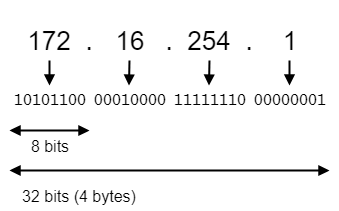 172 . 16 . 254 . 1
10101100 00010000 11111110 00000001
8 bits
32 bits (4 bytes)